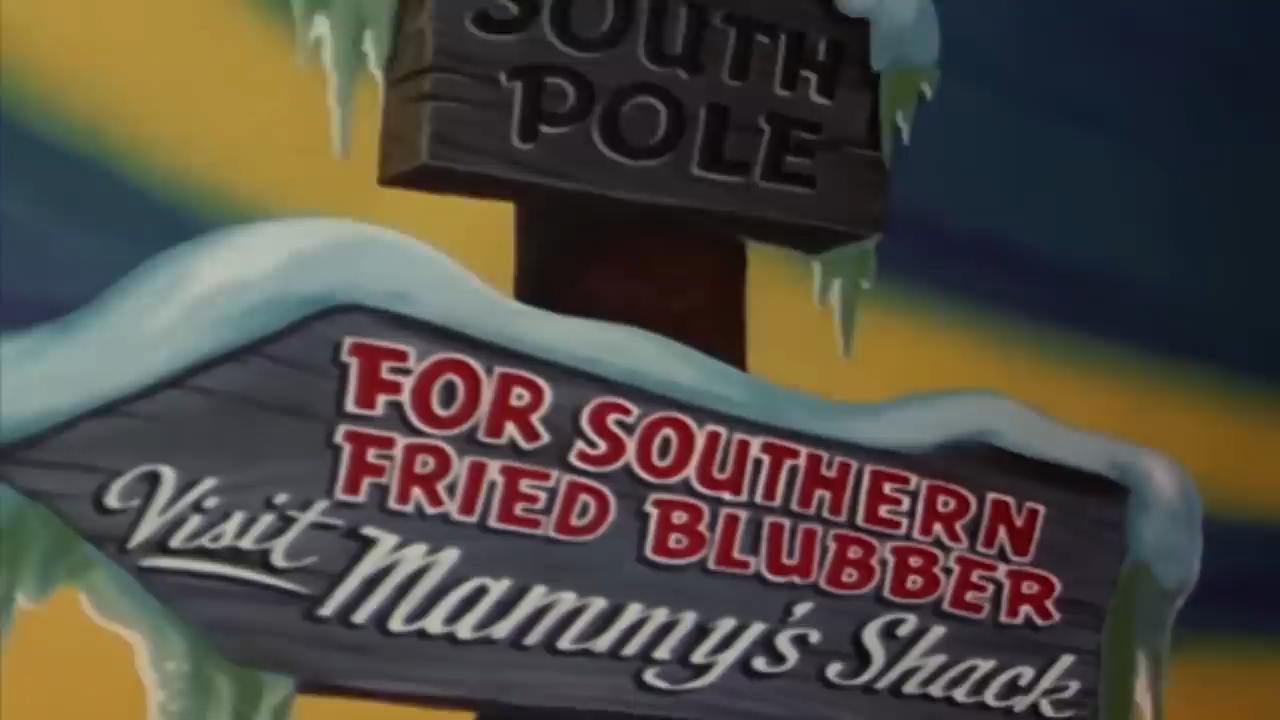 SOUTH
POLE
FOR SOUTHERN
FRIED BLUBBER
Visit Mammy's Shack